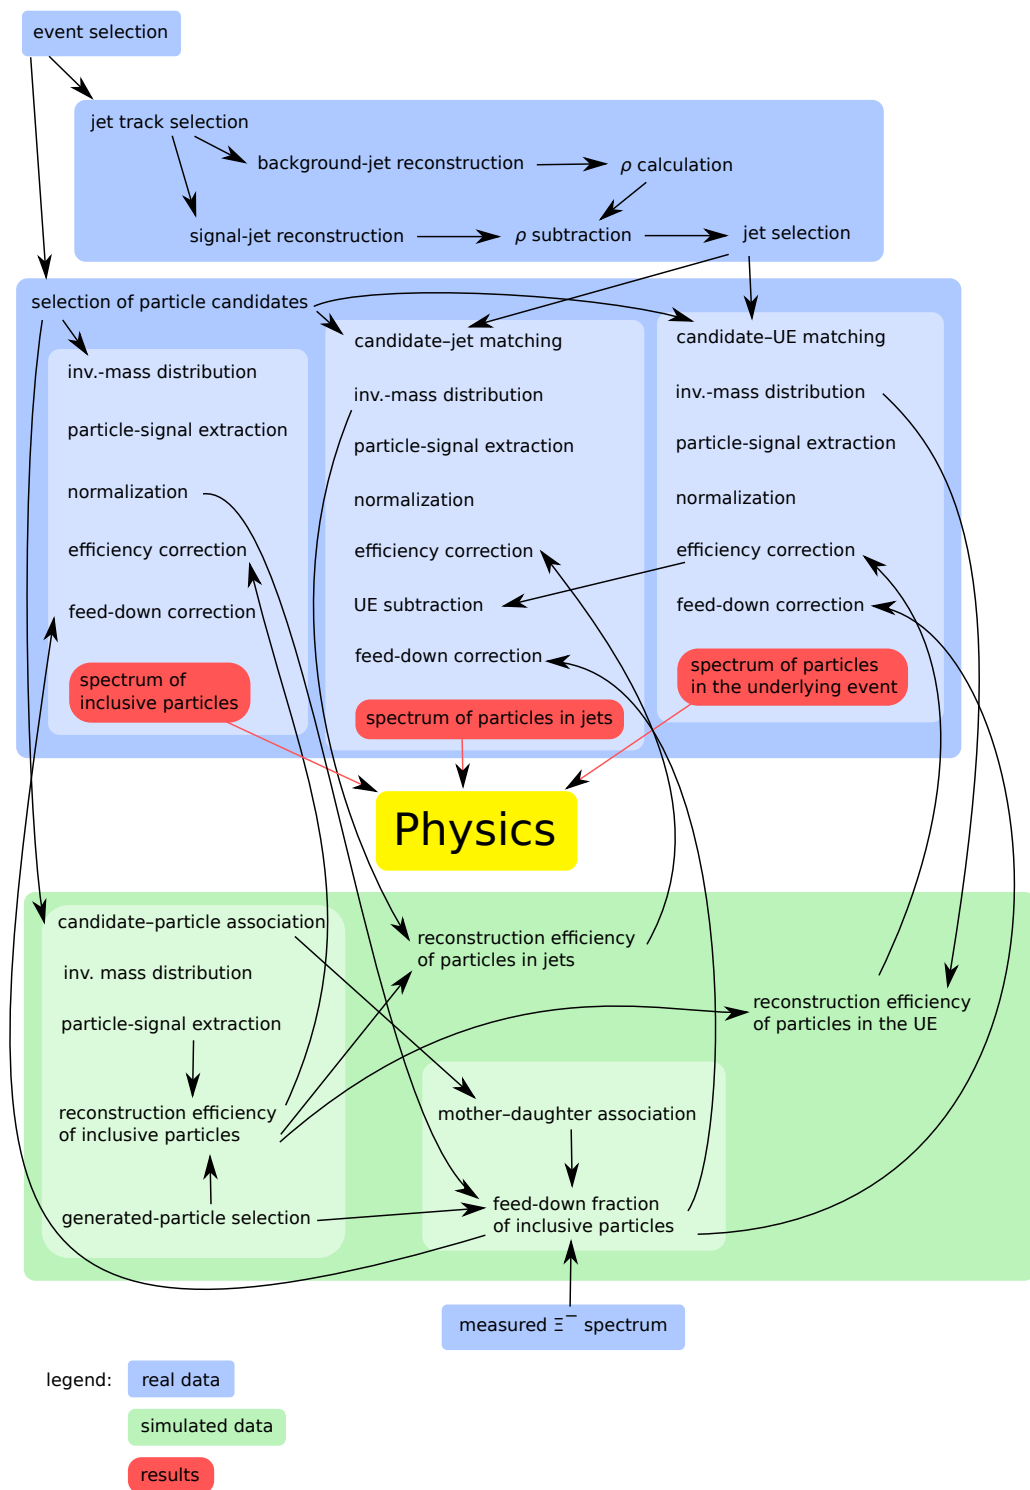 event selection
jet track selection
background-jet reconstruction
ρ calculation
signal-jet reconstruction
ρ subtraction
jet selection
selection of particle candidates
inv.-mass distribution
particle-signal extraction
normalization
efficiency correction
feed-down correction
spectrum of
inclusive particles
candidate–jet matching
inv.-mass distribution
particle-signal extraction
normalization
efficiency correction
UE subtraction
feed-down correction
spectrum of particles in jets
candidate–UE matching
inv.-mass distribution
particle-signal extraction
normalization
efficiency correction
feed-down correction
spectrum of particles
in the underlying event
Physics
candidate–particle association
inv. mass distribution
particle-signal extraction
reconstruction efficiency
of inclusive particles
generated-particle selection
reconstruction efficiency
of particles in jets
reconstruction efficiency
of particles in the UE
mother–daughter association
feed-down fraction
of inclusive particles
measured Ξ⁻ spectrum
legend:
real data
simulated data
results